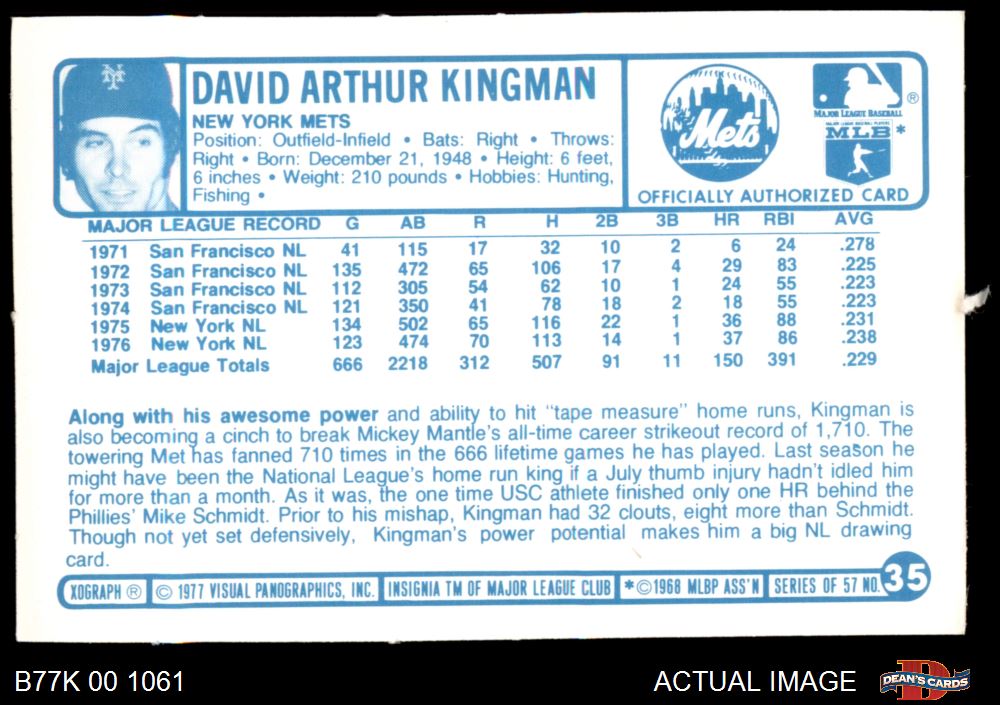 NY
DAVID ARTHUR KINGMAN
NEW YORK METS
Position: Outfield-Infield • Bats: Right • Throws:
Right • Born: December 21, 1948 • Height: 6 feet,
6 inches • Weight: 210 pounds • Hobbies: Hunting,
Fishing •
Mets
MAJOR LEAGUE BASEBALL ®
MAJOR LEAGUE BASEBALL PLAYERS
MLB *
OFFICIALLY AUTHORIZED CARD
MAJOR LEAGUE RECORD G AB R H 2B 3B HR RBI AVG
1971 San Francisco NL 41 115 17 32 10 2 6 24 .278
1972 San Francisco NL 135 472 65 106 17 4 29 83 .225
1973 San Francisco NL 112 305 54 62 10 1 24 55 .223
1974 San Francisco NL 121 350 41 78 18 2 18 55 .223
1975 New York NL 134 502 65 116 22 1 36 88 .231
1976 New York NL 123 474 70 113 14 1 37 86 .238
Major League Totals 666 2218 312 507 91 11 150 391 .229
Along with his awesome power and ability to hit "tape measure" home runs, Kingman is
also becoming a cinch to break Mickey Mantle's all-time career strikeout record of 1,710. The
towering Met has fanned 710 times in the 666 lifetime games he has played. Last season he
might have been the National League's home run king if a July thumb injury hadn't idled him
for more than a month. As it was, the one time USC athlete finished only one HR behind the
Phillies' Mike Schmidt. Prior to his mishap, Kingman had 32 clouts, eight more than Schmidt.
Though not yet set defensively, Kingman's power potential makes him a big NL drawing
card.
XOGRAPH ® © 1977 VISUAL PANOGRAPHICS, INC. INSIGNIA TM OF MAJOR LEAGUE CLUB *©1968 MLBP ASS'N SERIES OF 57 NO. 35
B77K 00 1061 ACTUAL IMAGE D DEAN'S CARDS